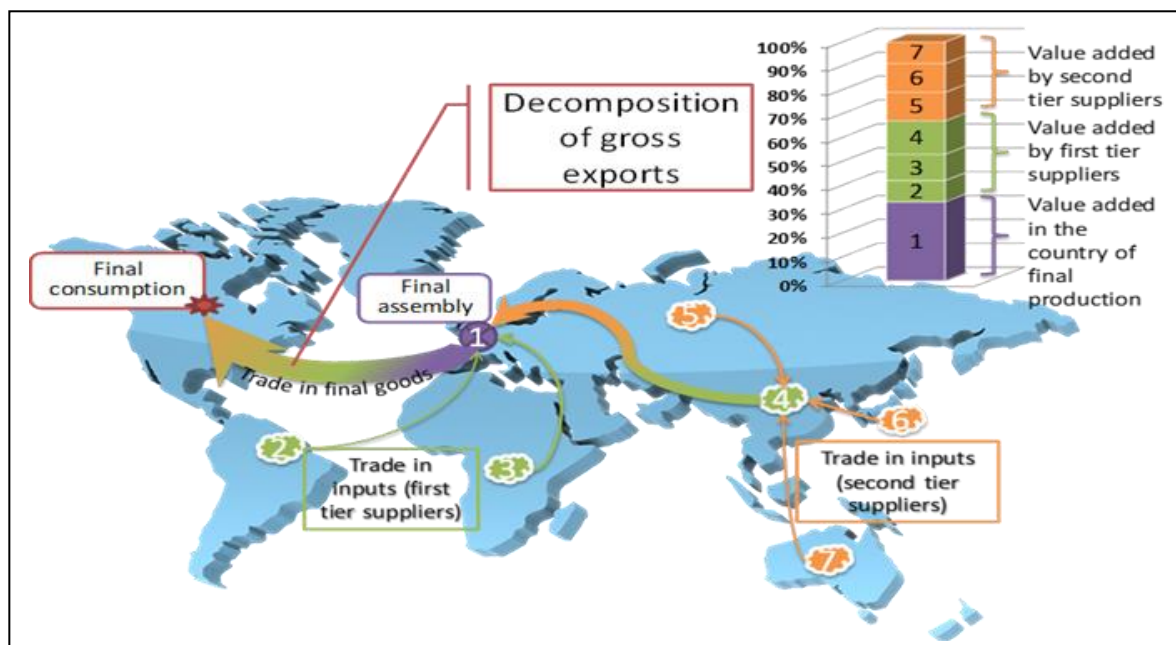 Decomposition
of gross
exports
100%
90%
80%
70%
60%
50%
40%
30%
20%
10%
0%
7
6
5
4
3
2
1
Value added
by second
tier suppliers
Value added
by first tier
suppliers
Value added
in the
country of
final
production
Final
consumption
Final
assembly
1
Trade in final goods
2
3
4
5
6
7
Trade in
inputs (first
tier suppliers)
Trade in inputs
(second tier
suppliers)